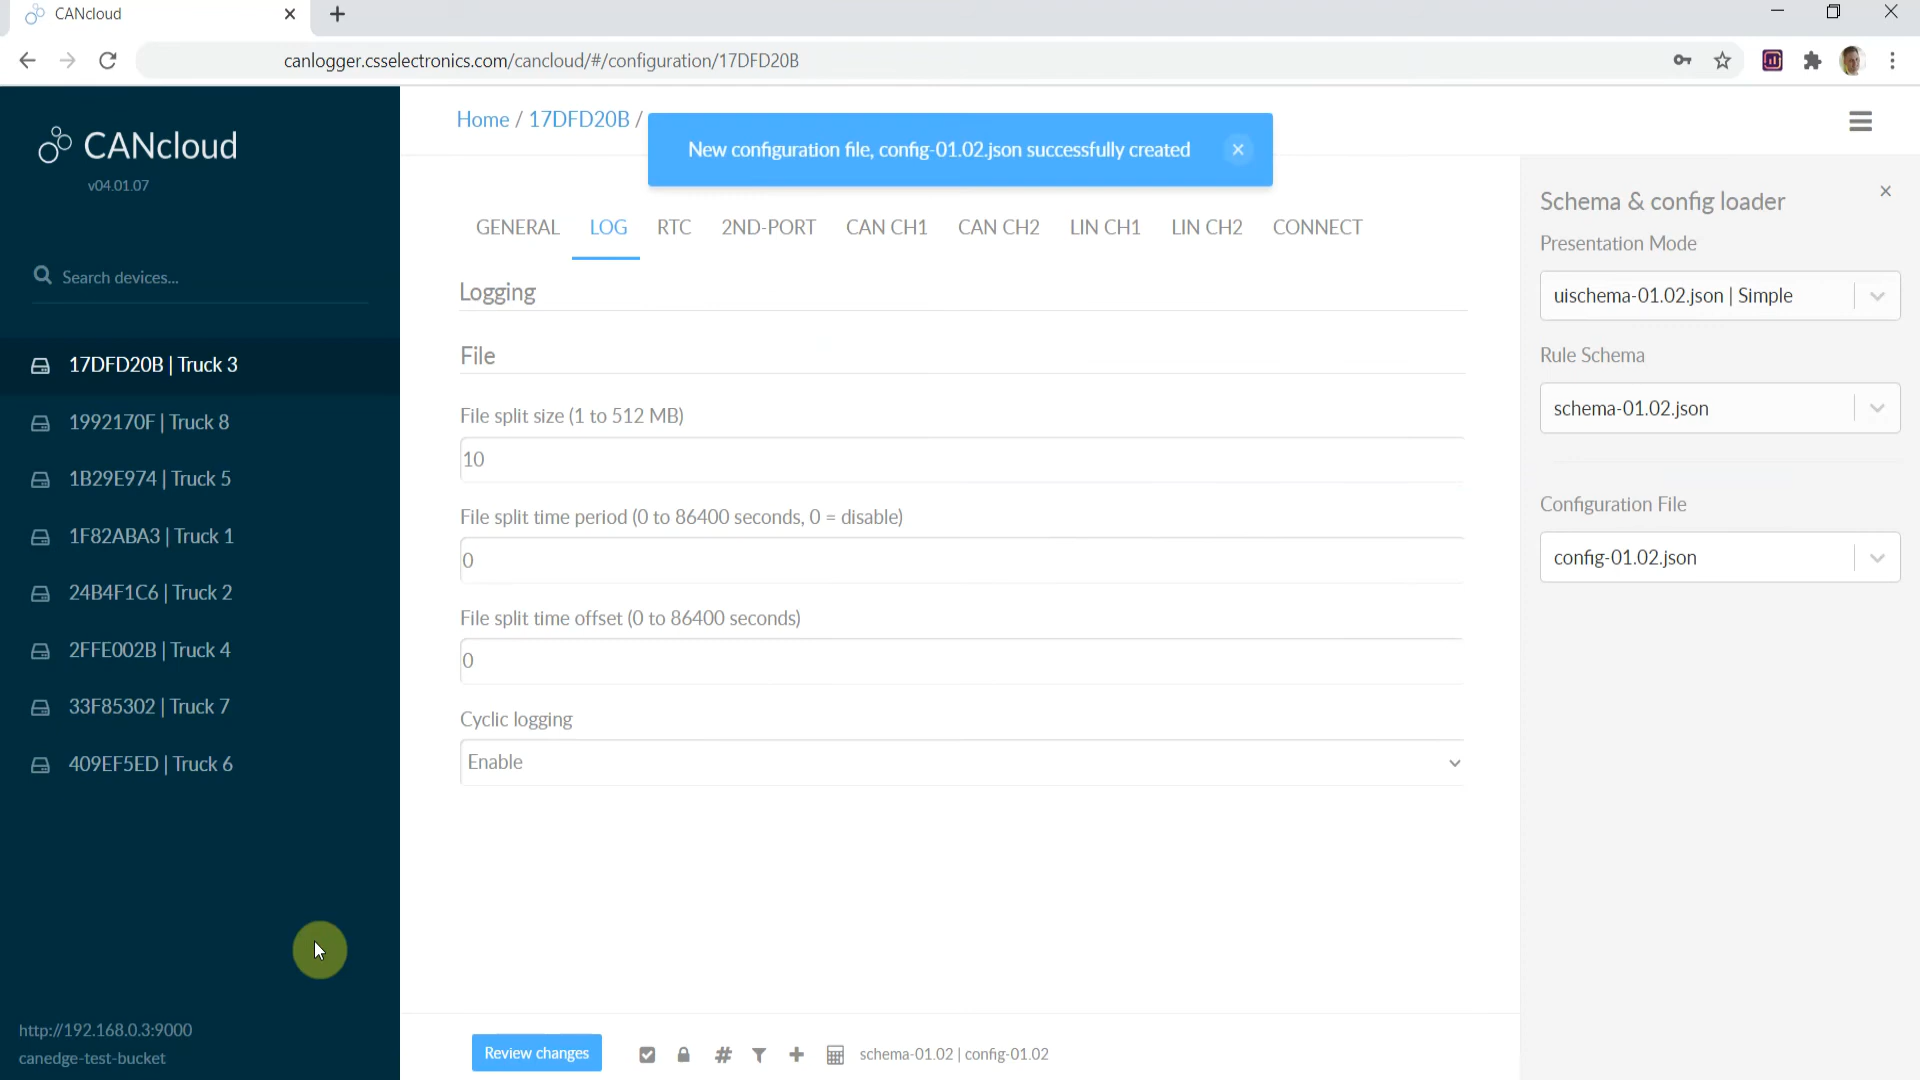 CANcloud
canlogger.csselectronics.com/cancloud/#/configuration/17DFD20B
CANcloud
v04.01.07
Search devices...
17DFD20B | Truck 3
1992170F | Truck 8
1B29E974 | Truck 5
1F82ABA3 | Truck 1
24B4F1C6 | Truck 2
2FFE002B | Truck 4
33F85302 | Truck 7
409EF5ED | Truck 6
http://192.168.0.3:9000
canedge-test-bucket
Home / 17DFD20B /
New configuration file, config-01.02.json successfully created
GENERAL LOG RTC 2ND-PORT CAN CH1 CAN CH2 LIN CH1 LIN CH2 CONNECT
Logging
File
File split size (1 to 512 MB)
10
File split time period (0 to 86400 seconds, 0 = disable)
0
File split time offset (0 to 86400 seconds)
0
Cyclic logging
Enable
Review changes
schema-01.02 | config-01.02
Schema & config loader
Presentation Mode
uischema-01.02.json | Simple
Rule Schema
schema-01.02.json
Configuration File
config-01.02.json